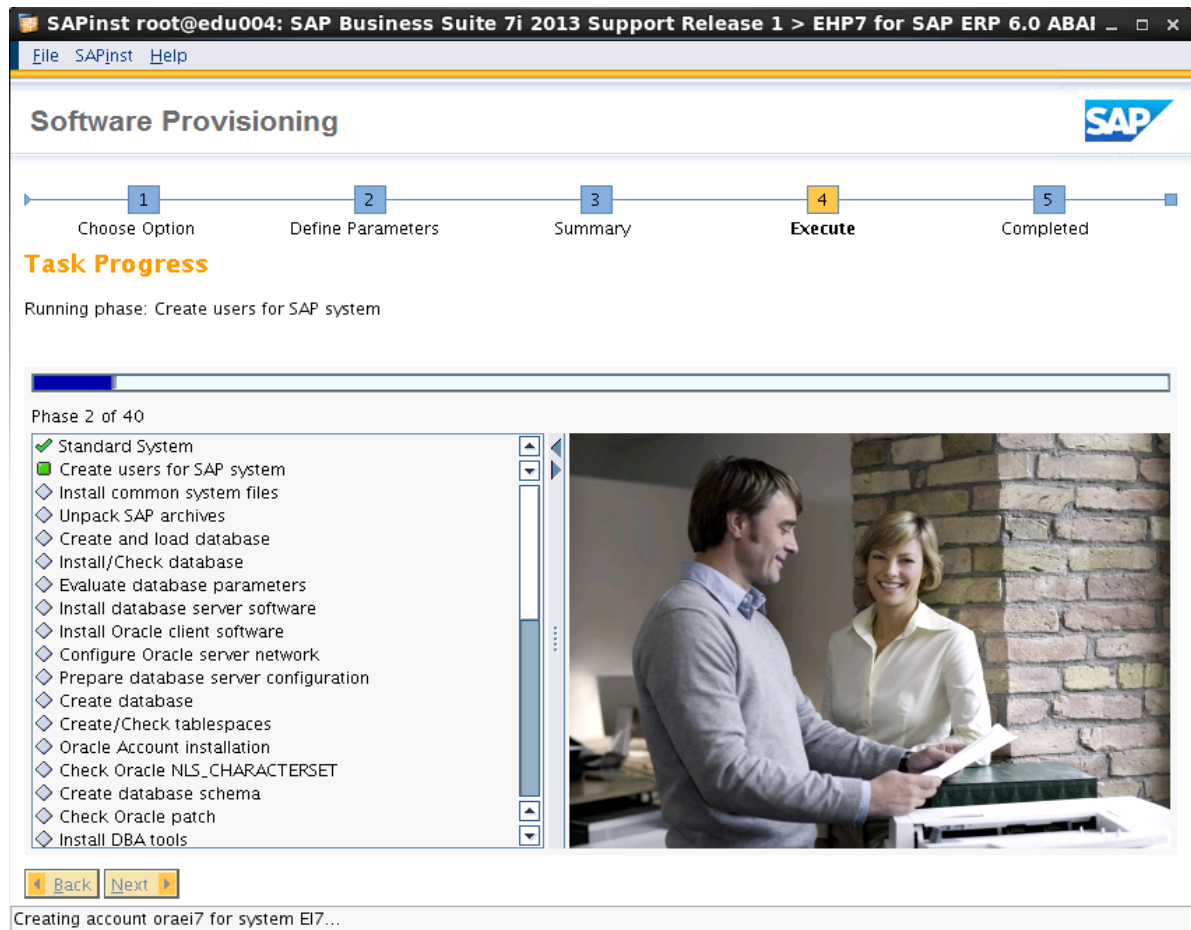 SAPinst root@edu004: SAP Business Suite 7i 2013 Support Release 1 > EHP7 for SAP ERP 6.0 ABAI
File SAPinst Help
Software Provisioning
SAP
1 2 3 4 5
Choose Option Define Parameters Summary Execute Completed
Task Progress
Running phase: Create users for SAP system
Phase 2 of 40
Standard System
Create users for SAP system
Install common system files
Unpack SAP archives
Create and load database
Install/Check database
Evaluate database parameters
Install database server software
Install Oracle client software
Configure Oracle server network
Prepare database server configuration
Create database
Create/Check tablespaces
Oracle Account installation
Check Oracle NLS_CHARACTERSET
Create database schema
Check Oracle patch
Install DBA tools
Back Next
Creating account oraei7 for system EI7...